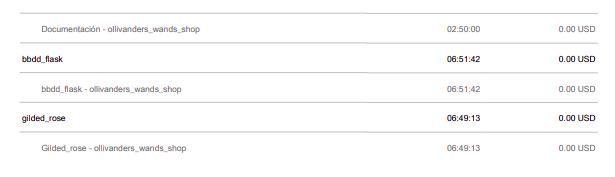 Documentación - ollivanders_wands_shop 02:50:00 0.00 USD
bbdd_flask 06:51:42 0.00 USD
bbdd_flask - ollivanders_wands_shop 06:51:42 0.00 USD
gilded_rose 06:49:13 0.00 USD
Gilded_rose - ollivanders_wands_shop 06:49:13 0.00 USD